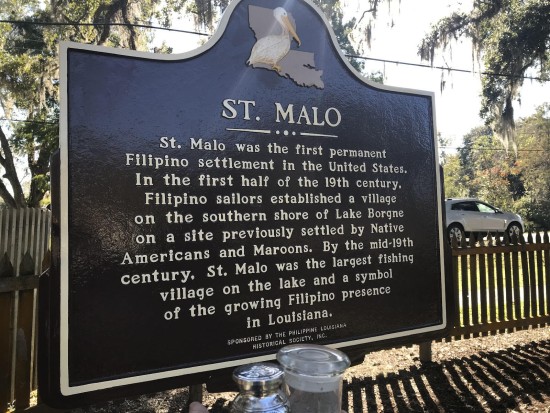 ST. MALO
St. Malo was the first permanent
Filipino settlement in the United States.
In the first half of the 19th century,
Filipino sailors established a village
on the southern shore of Lake Borgne
on a site previously settled by Native
Americans and Maroons. By the mid-19th
century, St. Malo was the largest fishing
village on the lake and a symbol
of the growing Filipino presence
in Louisiana.
SPONSORED BY THE PHILIPPINE LOUISIANA
HISTORICAL SOCIETY, INC.